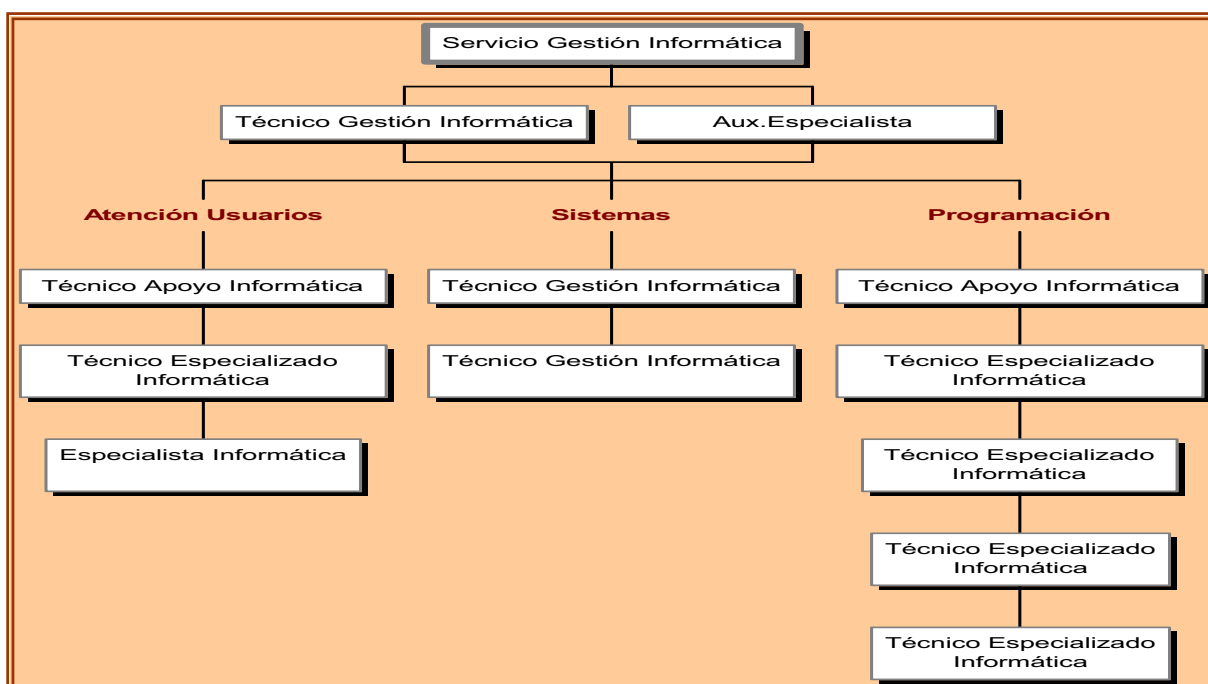 Servicio Gestión Informática
Técnico Gestión Informática
Aux.Especialista
Atención Usuarios
Sistemas
Programación
Técnico Apoyo Informática
Técnico Gestión Informática
Técnico Apoyo Informática
Técnico Especializado
Informática
Técnico Gestión Informática
Técnico Especializado
Informática
Especialista Informática
Técnico Especializado
Informática
Técnico Especializado
Informática
Técnico Especializado
Informática